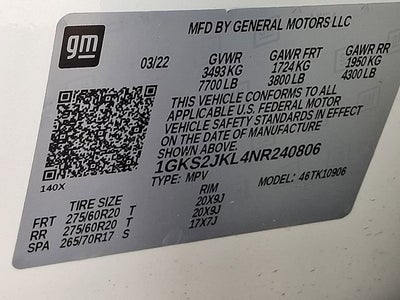 gm
MFD BY GENERAL MOTORS LLC
03/22 GVWR GAWR FRT GAWR RR
3493 KG 1724 KG 1950 KG
7700 LB 3800 LB 4300 LB
THIS VEHICLE CONFORMS TO ALL
APPLICABLE U.S. FEDERAL MOTOR
VEHICLE SAFETY STANDARDS IN EFFECT
ON THE DATE OF MANUFACTURE
SHOWN ABOVE.
1GKS2JKL4NR240806
140X TYPE: MPV MODEL: 46TK10906
TIRE SIZE RIM
FRT 275/60R20 T 20X9J
RR 275/60R20 T 20X9J
SPA 265/70R17 S 17X7J